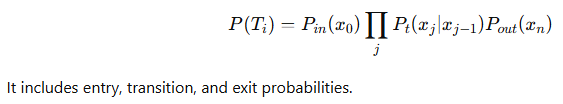 P(T_i) = P_{in}(x_0) \prod_j P_t(x_j|x_{j-1})P_{out}(x_n)
It includes entry, transition, and exit probabilities.